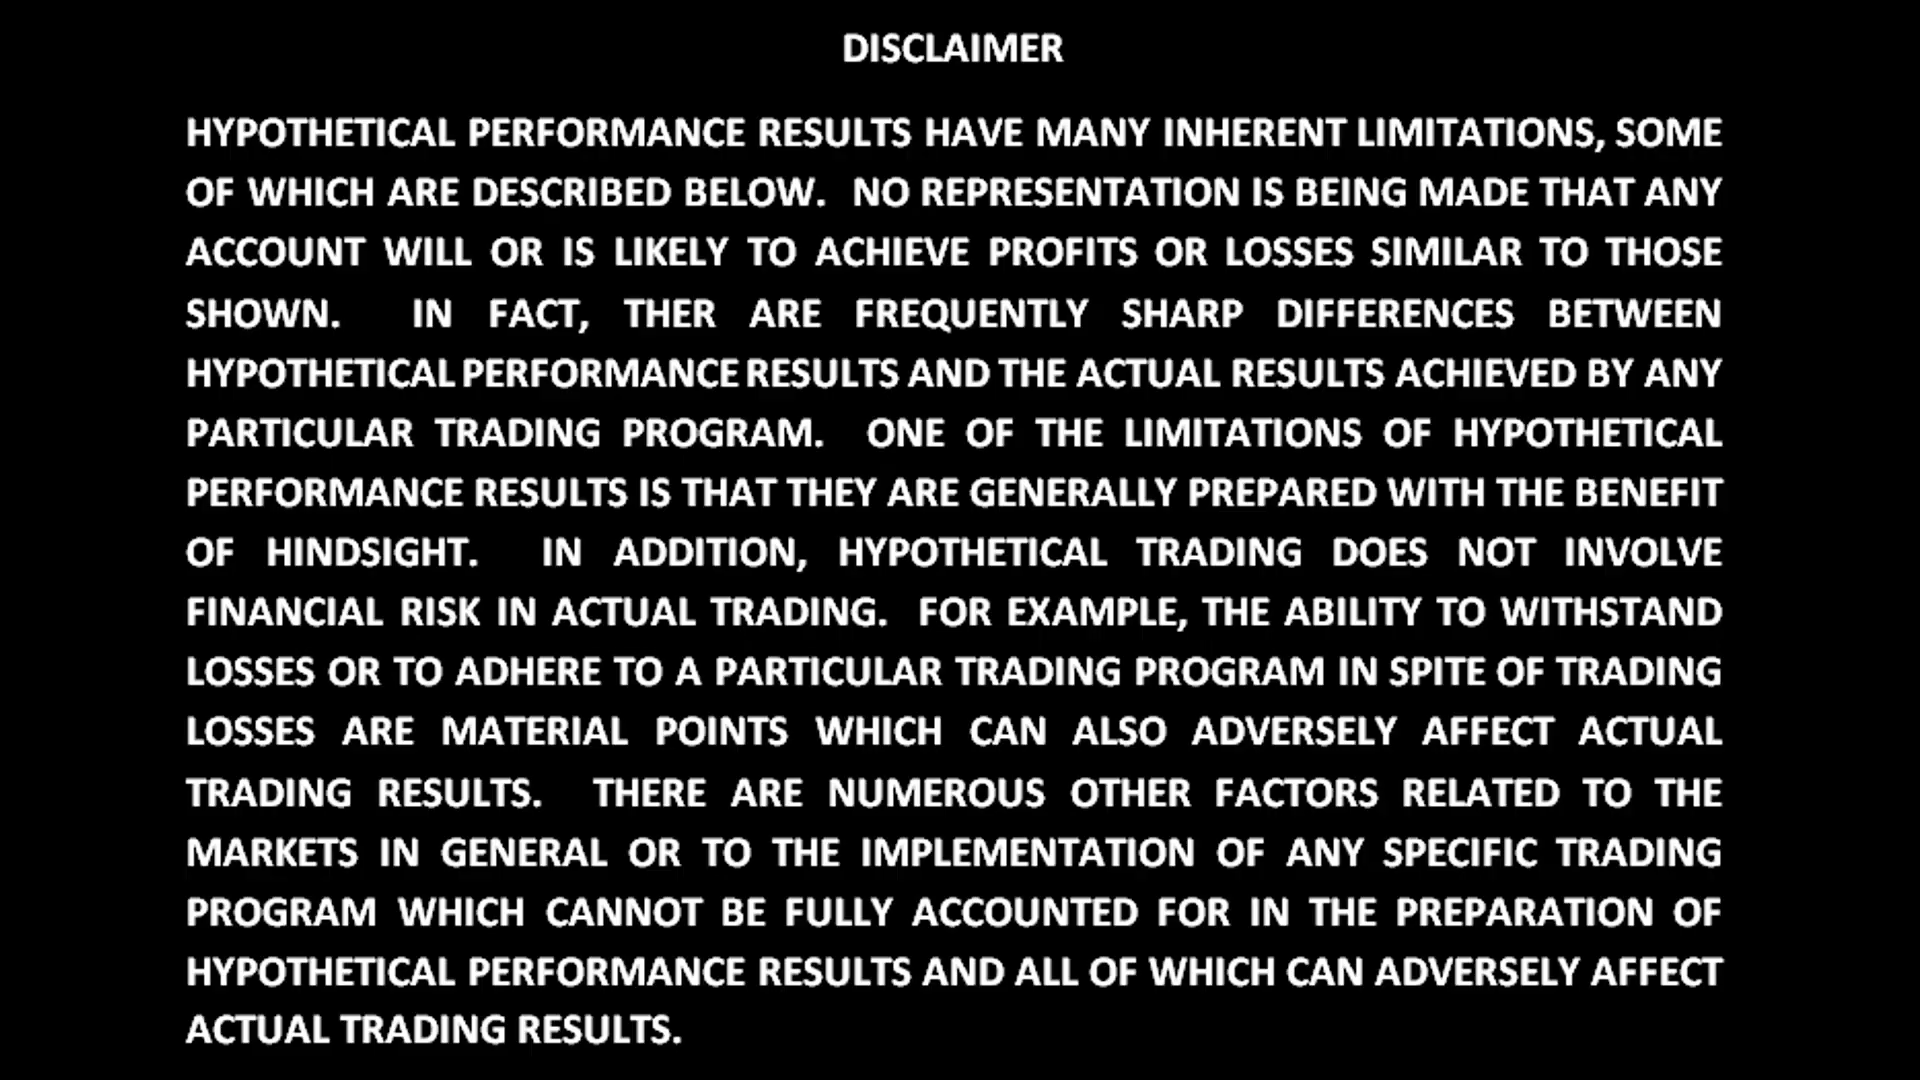 DISCLAIMER
HYPOTHETICAL PERFORMANCE RESULTS HAVE MANY INHERENT LIMITATIONS, SOME
OF WHICH ARE DESCRIBED BELOW.  NO REPRESENTATION IS BEING MADE THAT ANY
ACCOUNT WILL OR IS LIKELY TO ACHIEVE PROFITS OR LOSSES SIMILAR TO THOSE
SHOWN.  IN FACT, THER ARE FREQUENTLY SHARP DIFFERENCES BETWEEN
HYPOTHETICAL PERFORMANCE RESULTS AND THE ACTUAL RESULTS ACHIEVED BY ANY
PARTICULAR TRADING PROGRAM.  ONE OF THE LIMITATIONS OF HYPOTHETICAL
PERFORMANCE RESULTS IS THAT THEY ARE GENERALLY PREPARED WITH THE BENEFIT
OF HINDSIGHT.  IN ADDITION, HYPOTHETICAL TRADING DOES NOT INVOLVE
FINANCIAL RISK IN ACTUAL TRADING.  FOR EXAMPLE, THE ABILITY TO WITHSTAND
LOSSES OR TO ADHERE TO A PARTICULAR TRADING PROGRAM IN SPITE OF TRADING
LOSSES ARE MATERIAL POINTS WHICH CAN ALSO ADVERSELY AFFECT ACTUAL
TRADING RESULTS.  THERE ARE NUMEROUS OTHER FACTORS RELATED TO THE
MARKETS IN GENERAL OR TO THE IMPLEMENTATION OF ANY SPECIFIC TRADING
PROGRAM WHICH CANNOT BE FULLY ACCOUNTED FOR IN THE PREPARATION OF
HYPOTHETICAL PERFORMANCE RESULTS AND ALL OF WHICH CAN ADVERSELY AFFECT
ACTUAL TRADING RESULTS.